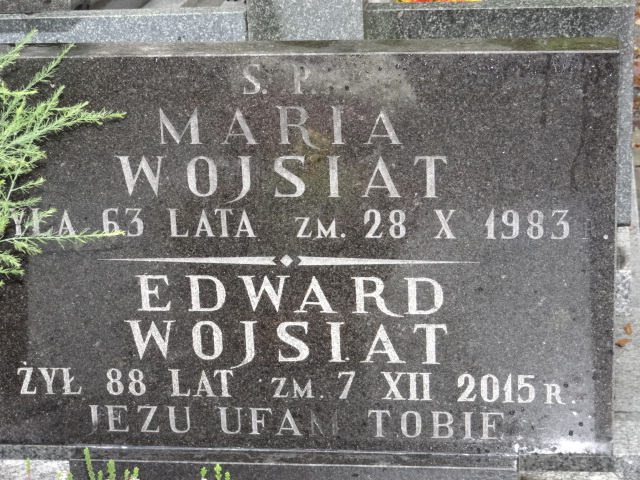 S. P.
MARIA
WOJSIAT
YŁA 63 LATA ZM. 28 X 1983
EDWARD
WOJSIAT
ŻYŁ 88 LAT ZM. 7 XII 2015 R.
JEZU UFAM TOBIE